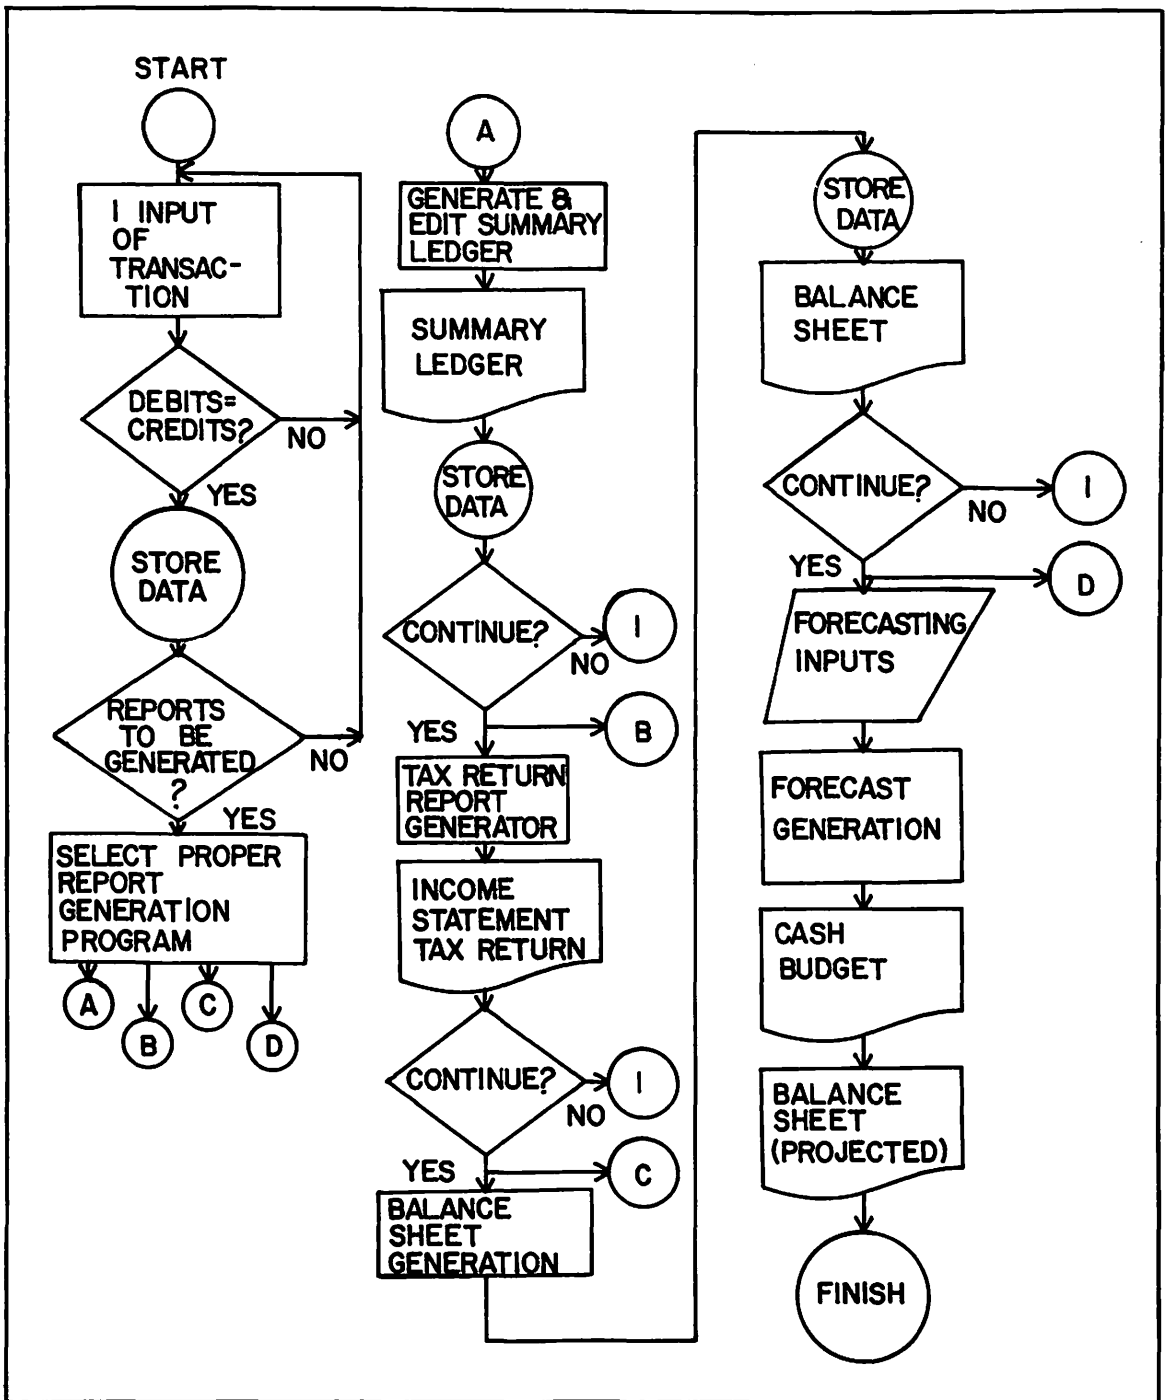 START
I INPUT
OF
TRANSAC-
TION
DEBITS=
CREDITS?
NO
YES
STORE
DATA
REPORTS
TO BE
GENERATED
?
NO
YES
SELECT PROPER
REPORT
GENERATION
PROGRAM
A
B
C
D
A
GENERATE &
EDIT SUMMARY
LEDGER
SUMMARY
LEDGER
STORE
DATA
CONTINUE?
NO
I
YES
B
TAX RETURN
REPORT
GENERATOR
INCOME
STATEMENT
TAX RETURN
CONTINUE?
NO
I
YES
C
BALANCE
SHEET
GENERATION
STORE
DATA
BALANCE
SHEET
CONTINUE?
NO
I
YES
D
FORECASTING
INPUTS
FORECAST
GENERATION
CASH
BUDGET
BALANCE
SHEET
(PROJECTED)
FINISH